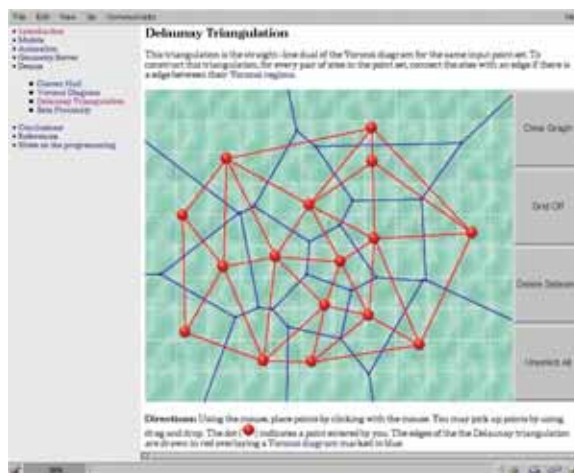 File Edit View Go Communicator
Introduction
Models
Animation
Geometry Server
Demos
Convex Hull
Voronoi Diagram
Delaunay Triangulation
Beta Proximity
Conclusions
References
Notes on the programming
Delaunay Triangulation
This triangulation is the straight-line dual of the Voronoi diagram for the same input point set. To
construct this triangulation, for every pair of sites in the point set, connect the sites with an edge if there is
a edge between their Voronoi regions.
Clear Graph
Grid Off
Delete Selected
Unselect All
Directions: Using the mouse, place points by clicking with the mouse. You may pick up points by using
drag and drop. The dot ( ) indicates a point entered by you. The edges of the the Delaunay triangulation
are drawn in red overlaying a Voronoi diagram marked in blue.